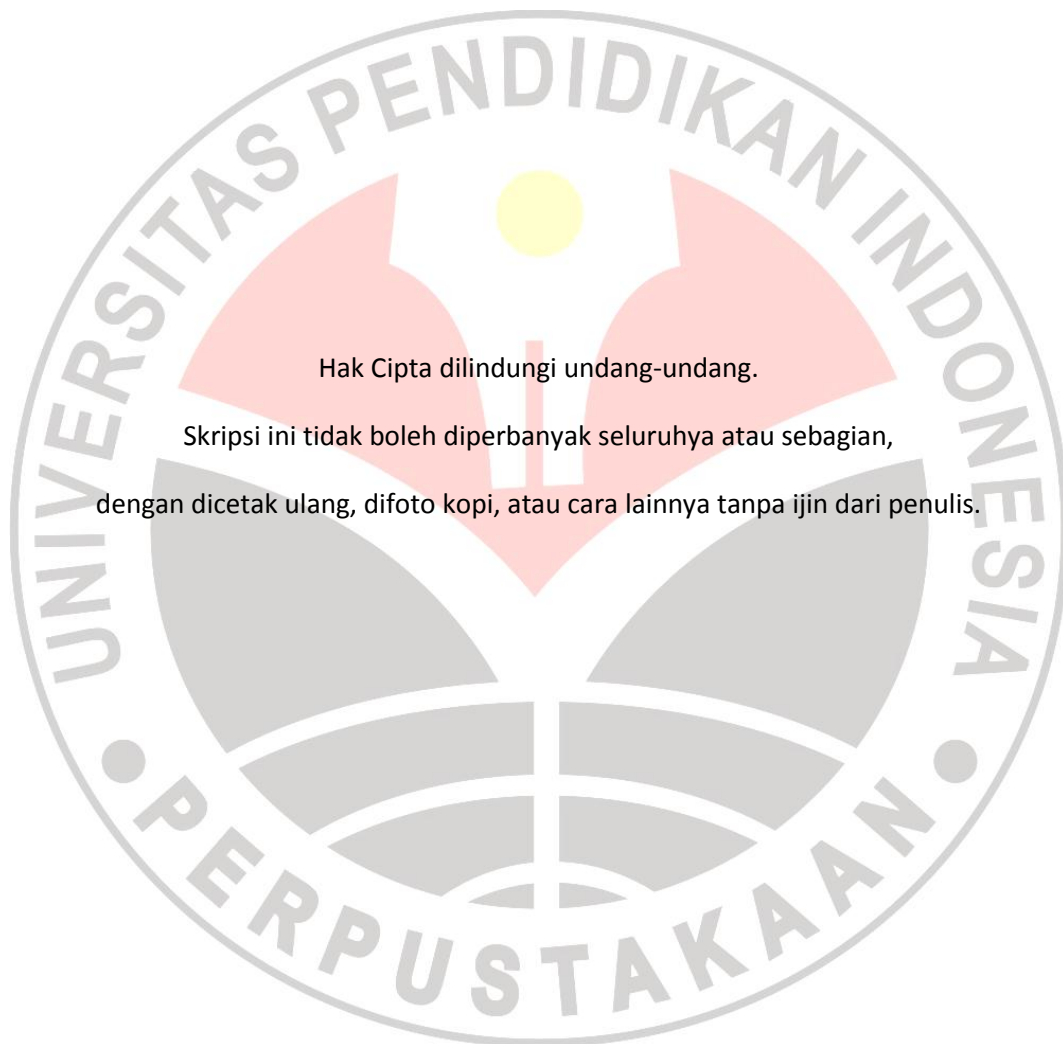 UNIVERSITAS PENDIDIKAN INDONESIA
Hak Cipta dilindungi undang-undang.
Skripsi ini tidak boleh diperbanyak seluruhya atau sebagian,
dengan dicetak ulang, difoto kopi, atau cara lainnya tanpa ijin dari penulis.
PERPUSTAKAAN